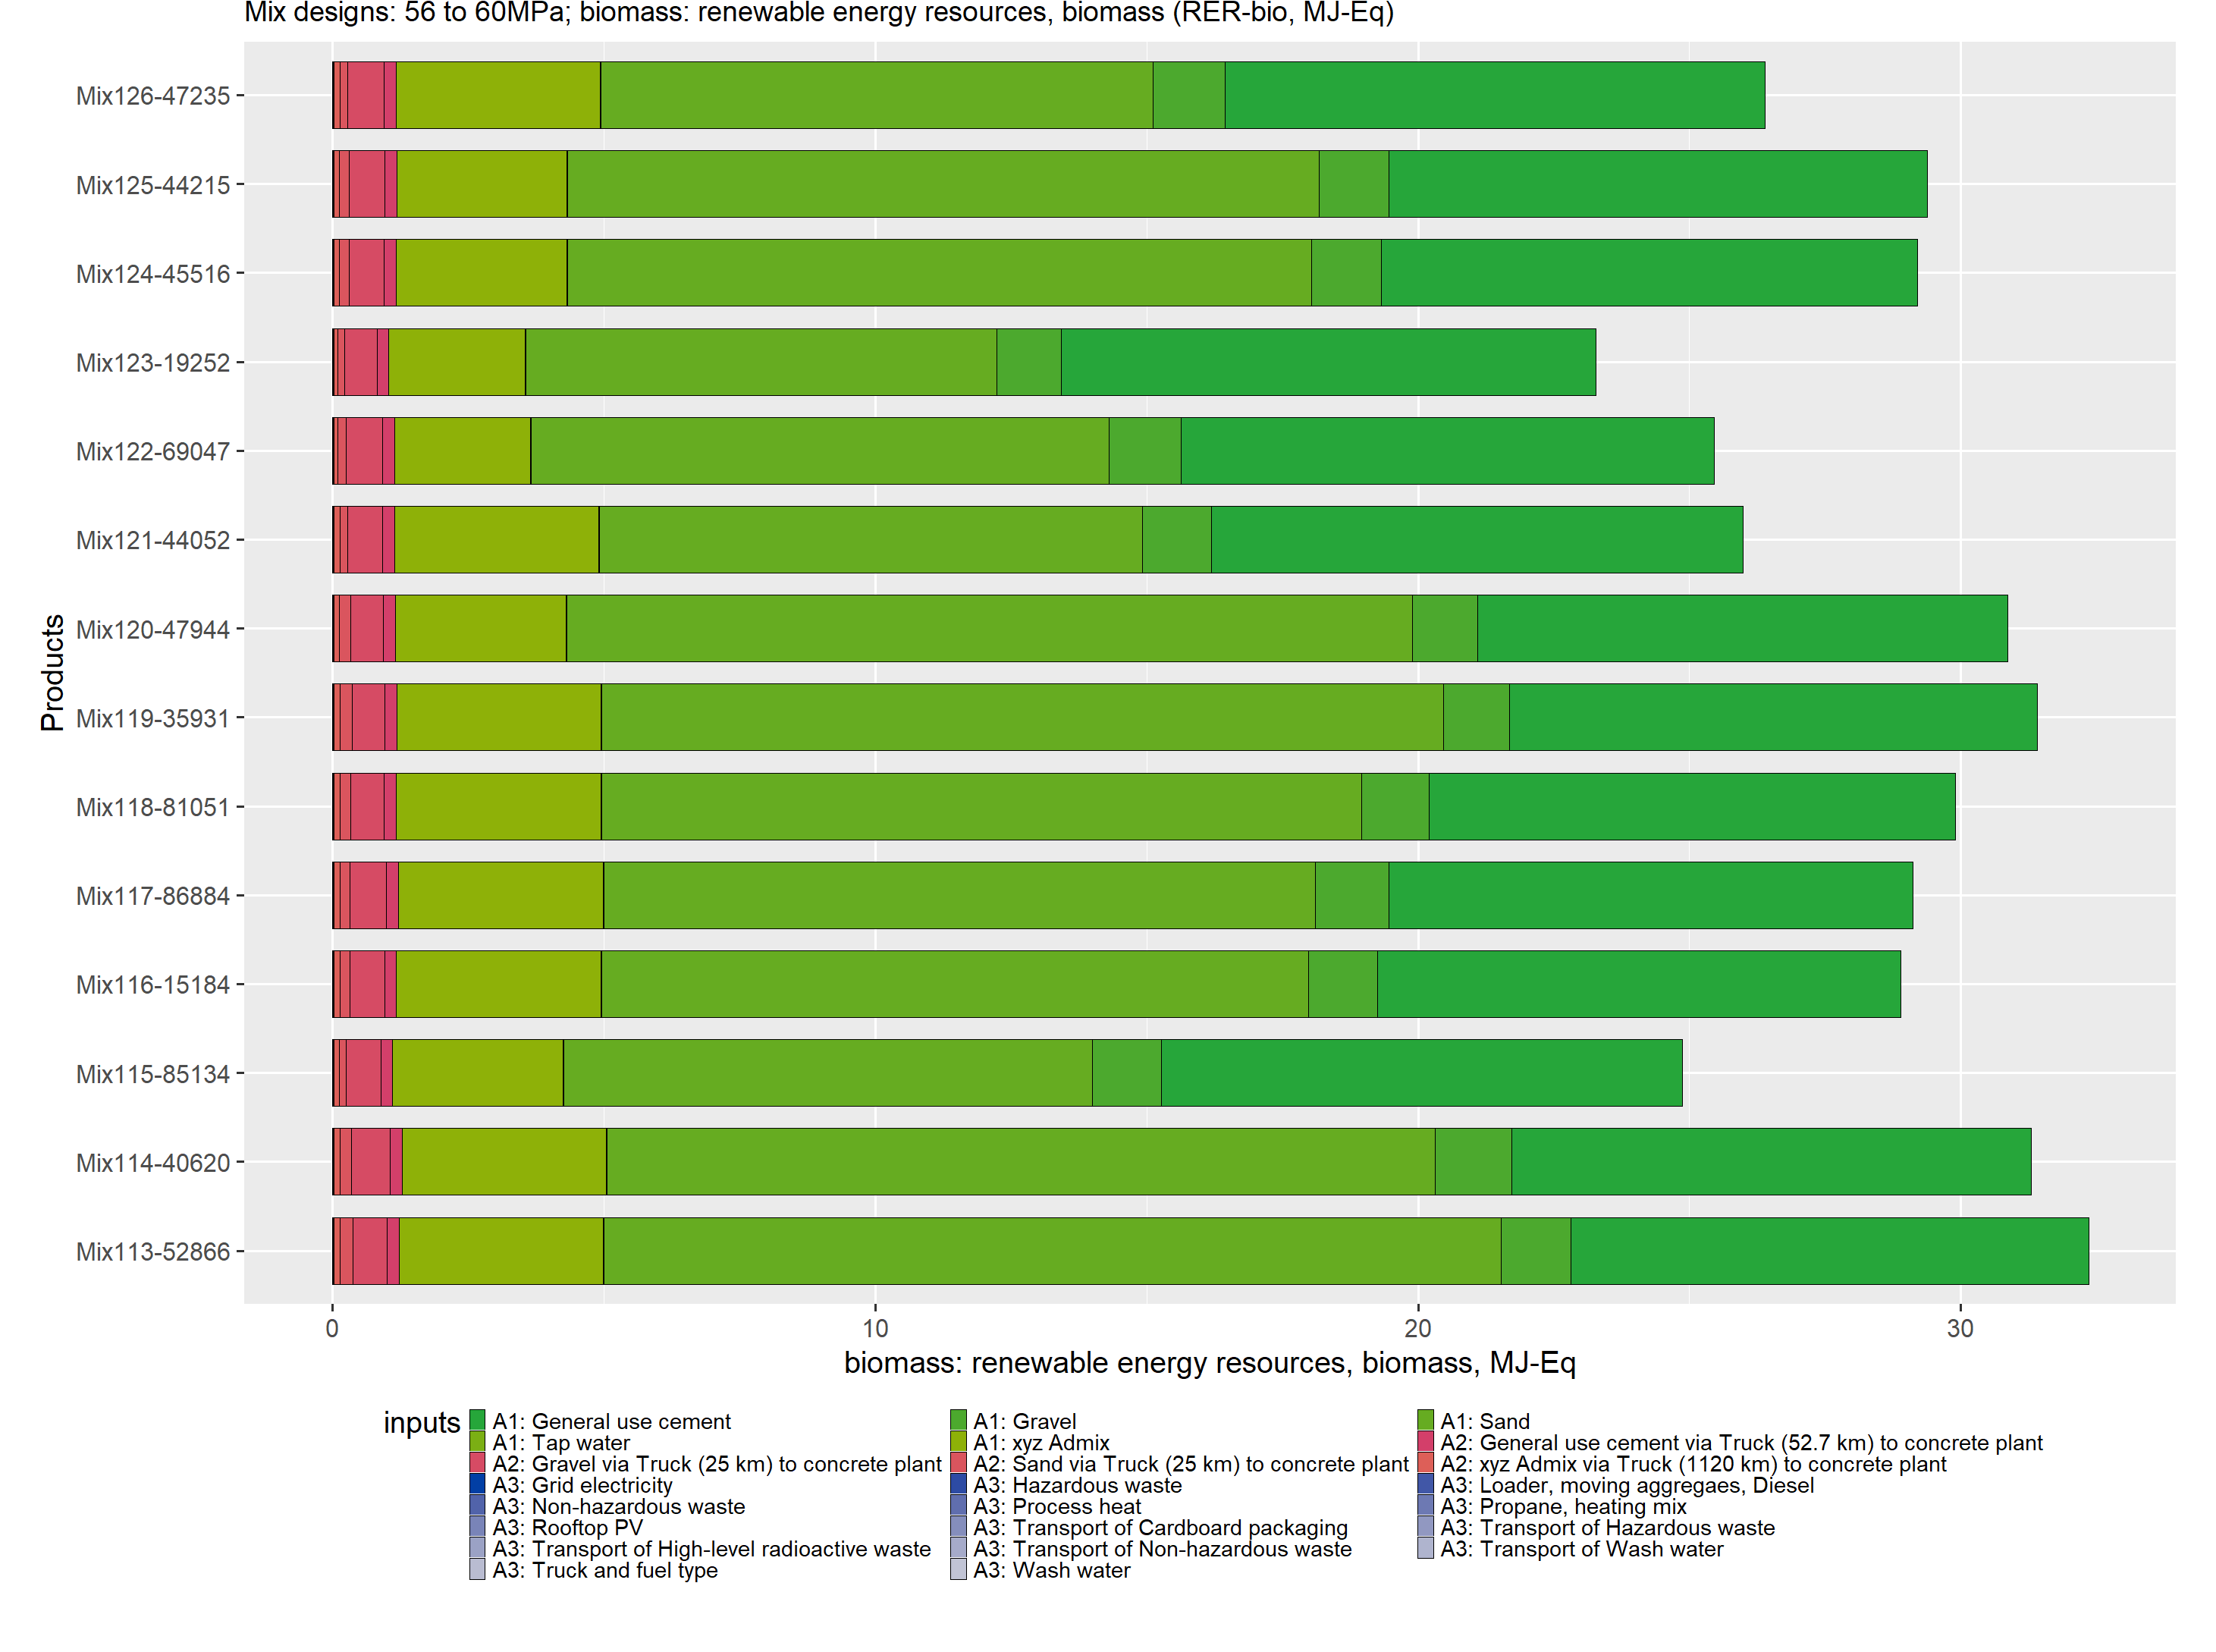 Mix designs: 56 to 60MPa; biomass: renewable energy resources, biomass (RER-bio, MJ-Eq)
Mix126-47235
Mix125-44215
Mix124-45516
Mix123-19252
Mix122-69047
Mix121-44052
Mix120-47944
Mix119-35931
Mix118-81051
Mix117-86884
Mix116-15184
Mix115-85134
Mix114-40620
Mix113-52866
Products
0 10 20 30
biomass: renewable energy resources, biomass, MJ-Eq
inputs
A1: General use cement A1: Gravel A1: Sand
A1: Tap water A1: xyz Admix A2: General use cement via Truck (52.7 km) to concrete plant
A2: Gravel via Truck (25 km) to concrete plant A2: Sand via Truck (25 km) to concrete plant A2: xyz Admix via Truck (1120 km) to concrete plant
A3: Grid electricity A3: Hazardous waste A3: Loader, moving aggregaes, Diesel
A3: Non-hazardous waste A3: Process heat A3: Propane, heating mix
A3: Rooftop PV A3: Transport of Cardboard packaging A3: Transport of Hazardous waste
A3: Transport of High-level radioactive waste A3: Transport of Non-hazardous waste A3: Transport of Wash water
A3: Truck and fuel type A3: Wash water